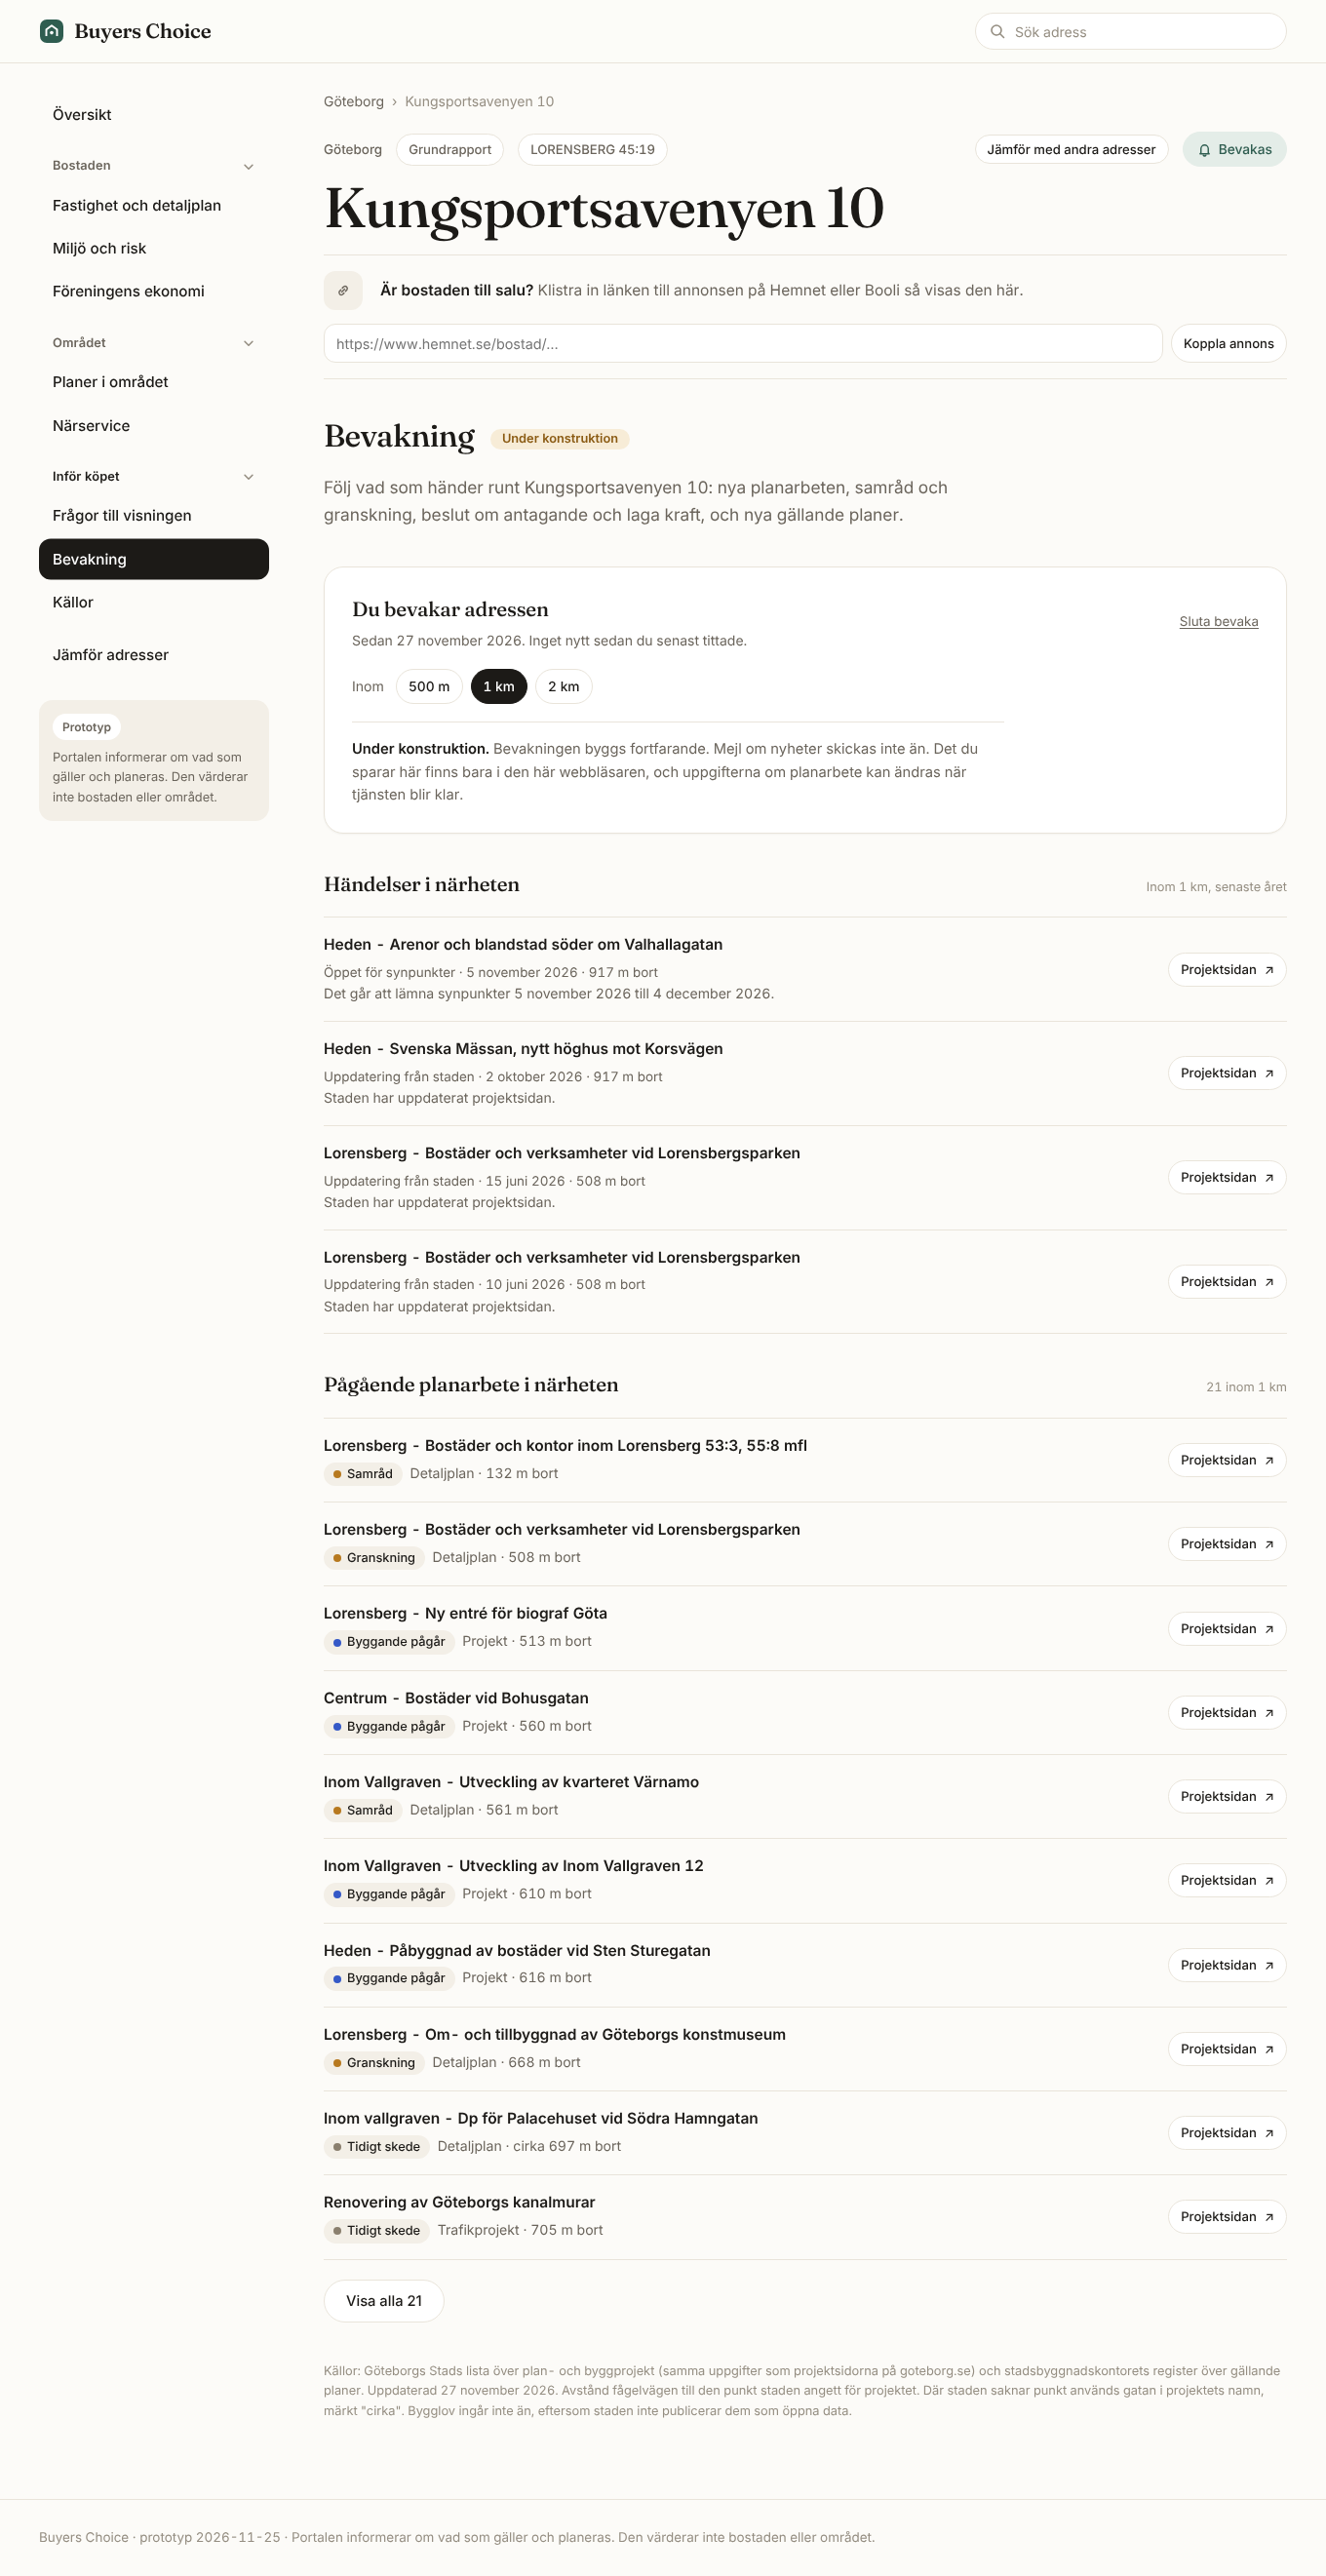 Buyers Choice
Sök adress
Översikt
Bostaden
Fastighet och detaljplan
Miljö och risk
Föreningens ekonomi
Området
Planer i området
Närservice
Inför köpet
Frågor till visningen
Bevakning
Källor
Jämför adresser
Prototyp
Portalen informerar om vad som
gäller och planeras. Den värderar
inte bostaden eller området.
Göteborg › Kungsportsavenyen 10
Göteborg Grundrapport LORENSBERG 45:19
Jämför med andra adresser Bevakas
Kungsportsavenyen 10
Är bostaden till salu? Klistra in länken till annonsen på Hemnet eller Booli så visas den här.
https://www.hemnet.se/bostad/... Koppla annons
Bevakning Under konstruktion
Följ vad som händer runt Kungsportsavenyen 10: nya planarbeten, samråd och
granskning, beslut om antagande och laga kraft, och nya gällande planer.
Du bevakar adressen
Sluta bevaka
Sedan 27 november 2026. Inget nytt sedan du senast tittade.
Inom 500 m 1 km 2 km
Under konstruktion. Bevakningen byggs fortfarande. Mejl om nyheter skickas inte än. Det du
sparar här finns bara i den här webbläsaren, och uppgifterna om planarbete kan ändras när
tjänsten blir klar.
Händelser i närheten Inom 1 km, senaste året
Heden - Arenor och blandstad söder om Valhallagatan
Öppet för synpunkter · 5 november 2026 · 917 m bort
Det går att lämna synpunkter 5 november 2026 till 4 december 2026.
Projektsidan ↗
Heden - Svenska Mässan, nytt höghus mot Korsvägen
Uppdatering från staden · 2 oktober 2026 · 917 m bort
Staden har uppdaterat projektsidan.
Projektsidan ↗
Lorensberg - Bostäder och verksamheter vid Lorensbergsparken
Uppdatering från staden · 15 juni 2026 · 508 m bort
Staden har uppdaterat projektsidan.
Projektsidan ↗
Lorensberg - Bostäder och verksamheter vid Lorensbergsparken
Uppdatering från staden · 10 juni 2026 · 508 m bort
Staden har uppdaterat projektsidan.
Projektsidan ↗
Pågående planarbete i närheten 21 inom 1 km
Lorensberg - Bostäder och kontor inom Lorensberg 53:3, 55:8 mfl
Samråd Detaljplan · 132 m bort
Projektsidan ↗
Lorensberg - Bostäder och verksamheter vid Lorensbergsparken
Granskning Detaljplan · 508 m bort
Projektsidan ↗
Lorensberg - Ny entré för biograf Göta
Byggande pågår Projekt · 513 m bort
Projektsidan ↗
Centrum - Bostäder vid Bohusgatan
Byggande pågår Projekt · 560 m bort
Projektsidan ↗
Inom Vallgraven - Utveckling av kvarteret Värnamo
Samråd Detaljplan · 561 m bort
Projektsidan ↗
Inom Vallgraven - Utveckling av Inom Vallgraven 12
Byggande pågår Projekt · 610 m bort
Projektsidan ↗
Heden - Påbyggnad av bostäder vid Sten Sturegatan
Byggande pågår Projekt · 616 m bort
Projektsidan ↗
Lorensberg - Om- och tillbyggnad av Göteborgs konstmuseum
Granskning Detaljplan · 668 m bort
Projektsidan ↗
Inom vallgraven - Dp för Palacehuset vid Södra Hamngatan
Tidigt skede Detaljplan · cirka 697 m bort
Projektsidan ↗
Renovering av Göteborgs kanalmurar
Tidigt skede Trafikprojekt · 705 m bort
Projektsidan ↗
Visa alla 21
Källor: Göteborgs Stads lista över plan- och byggprojekt (samma uppgifter som projektsidorna på goteborg.se) och stadsbyggnadskontorets register över gällande
planer. Uppdaterad 27 november 2026. Avstånd fågelvägen till den punkt staden angett för projektet. Där staden saknar punkt används gatan i projektets namn,
märkt "cirka". Bygglov ingår inte än, eftersom staden inte publicerar dem som öppna data.
Buyers Choice · prototyp 2026-11-25 · Portalen informerar om vad som gäller och planeras. Den värderar inte bostaden eller området.